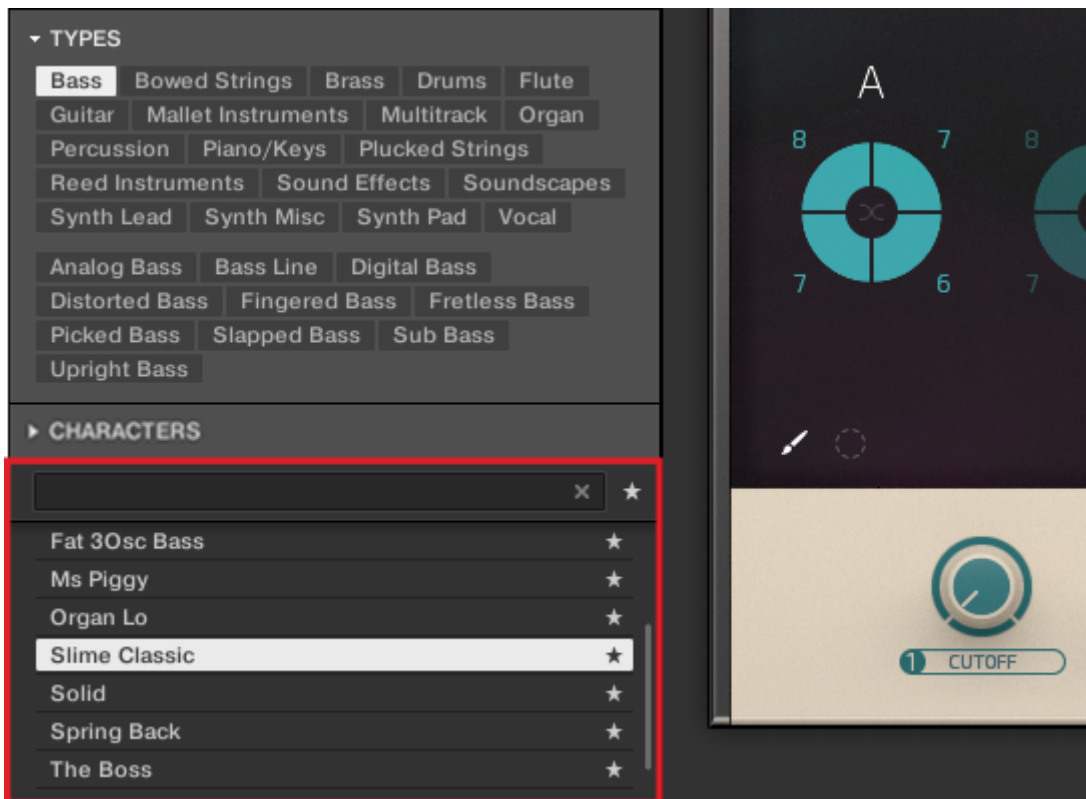 TYPES
Bass Bowed Strings Brass Drums Flute
Guitar Mallet Instruments Multitrack Organ
Percussion Piano/Keys Plucked Strings
Reed Instruments Sound Effects Soundscapes
Synth Lead Synth Misc Synth Pad Vocal
Analog Bass Bass Line Digital Bass
Distorted Bass Fingered Bass Fretless Bass
Picked Bass Slapped Bass Sub Bass
Upright Bass
CHARACTERS
Fat 3Osc Bass
Ms Piggy
Organ Lo
Slime Classic
Solid
Spring Back
The Boss
A
8 7 8
7 6 7
1 CUTOFF